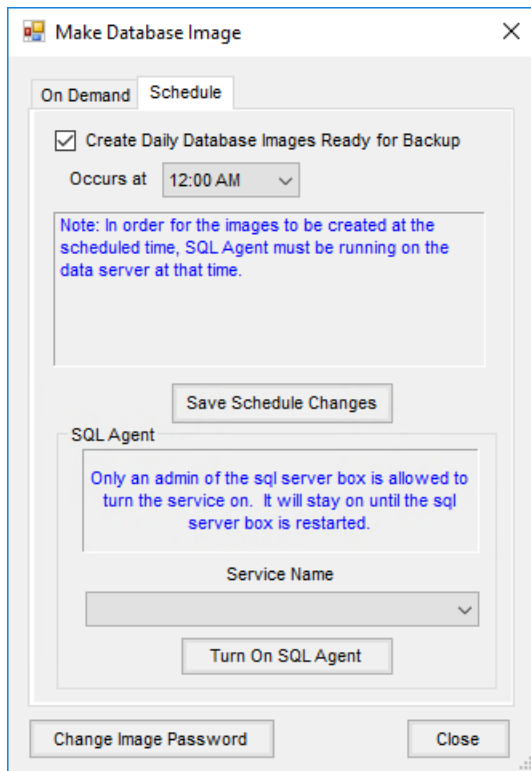 Make Database Image
On Demand
Schedule
Create Daily Database Images Ready for Backup
Occurs at
12:00 AM
Note: In order for the images to be created at the
scheduled time, SQL Agent must be running on the
data server at that time.
Save Schedule Changes
SQL Agent
Only an admin of the sql server box is allowed to
turn the service on.  It will stay on until the sql
server box is restarted.
Service Name
Turn On SQL Agent
Change Image Password
Close